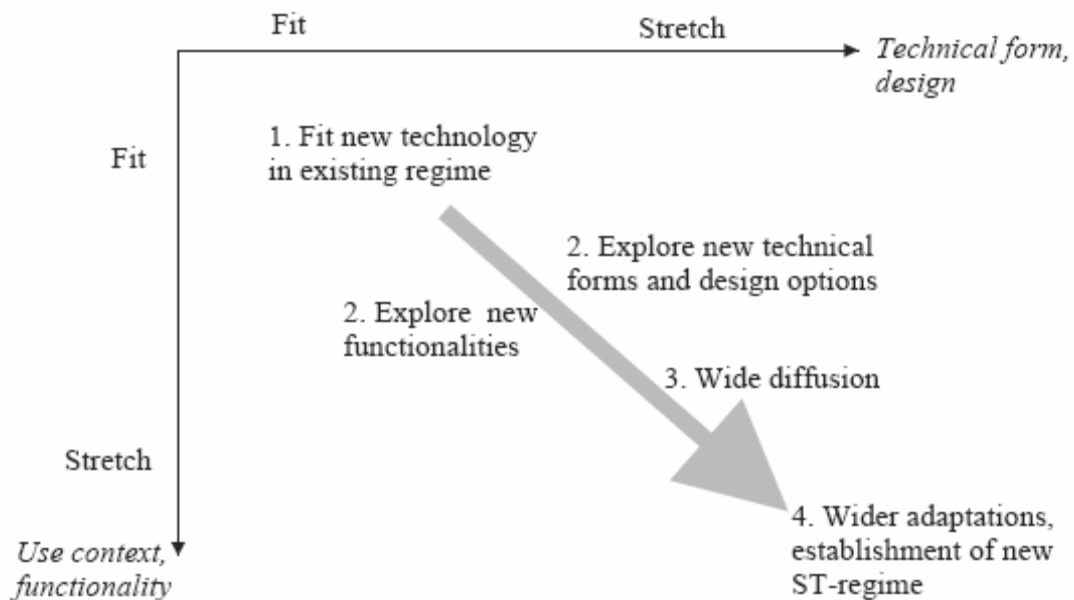 Fit
Stretch
Technical form,
design
Fit
1. Fit new technology
in existing regime
2. Explore new technical
forms and design options
2. Explore new
functionalities
3. Wide diffusion
Stretch
4. Wider adaptations,
establishment of new
ST-regime
Use context,
functionality